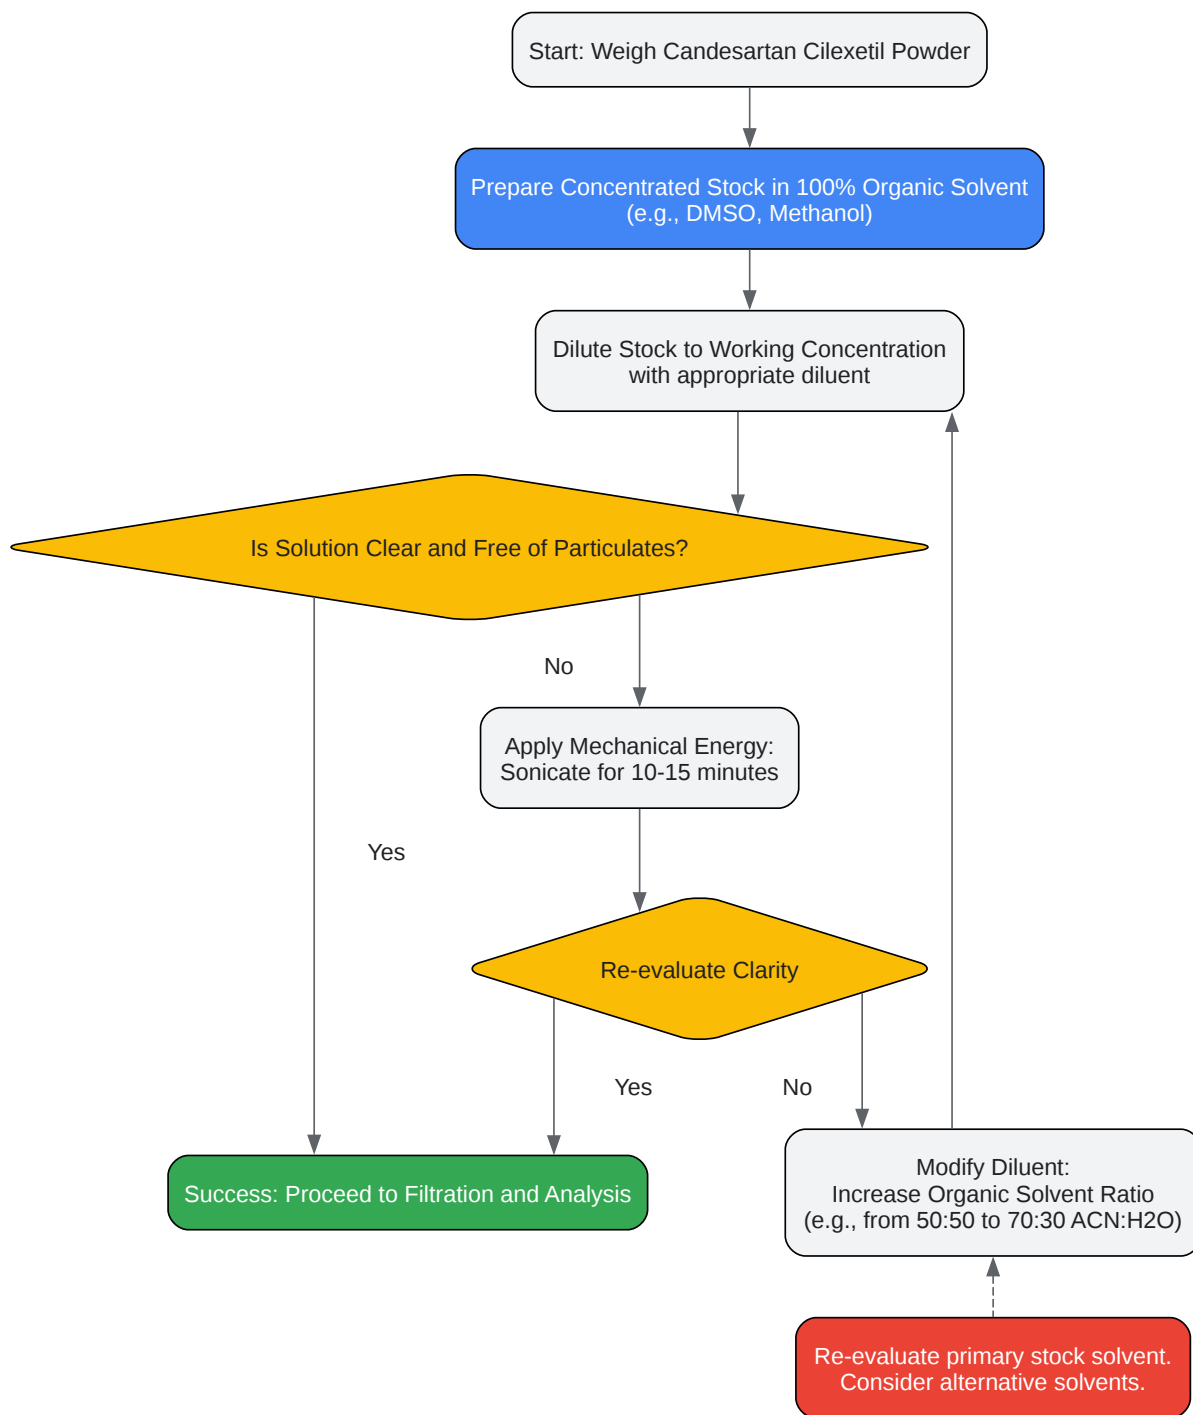 Start: Weigh Candesartan Cilexetil Powder
Prepare Concentrated Stock in 100% Organic Solvent
(e.g., DMSO, Methanol)
Dilute Stock to Working Concentration
with appropriate diluent
Is Solution Clear and Free of Particulates?
No
Apply Mechanical Energy:
Sonicate for 10-15 minutes
Yes
Re-evaluate Clarity
Yes
No
Success: Proceed to Filtration and Analysis
Modify Diluent:
Increase Organic Solvent Ratio
(e.g., from 50:50 to 70:30 ACN:H2O)
Re-evaluate primary stock solvent.
Consider alternative solvents.